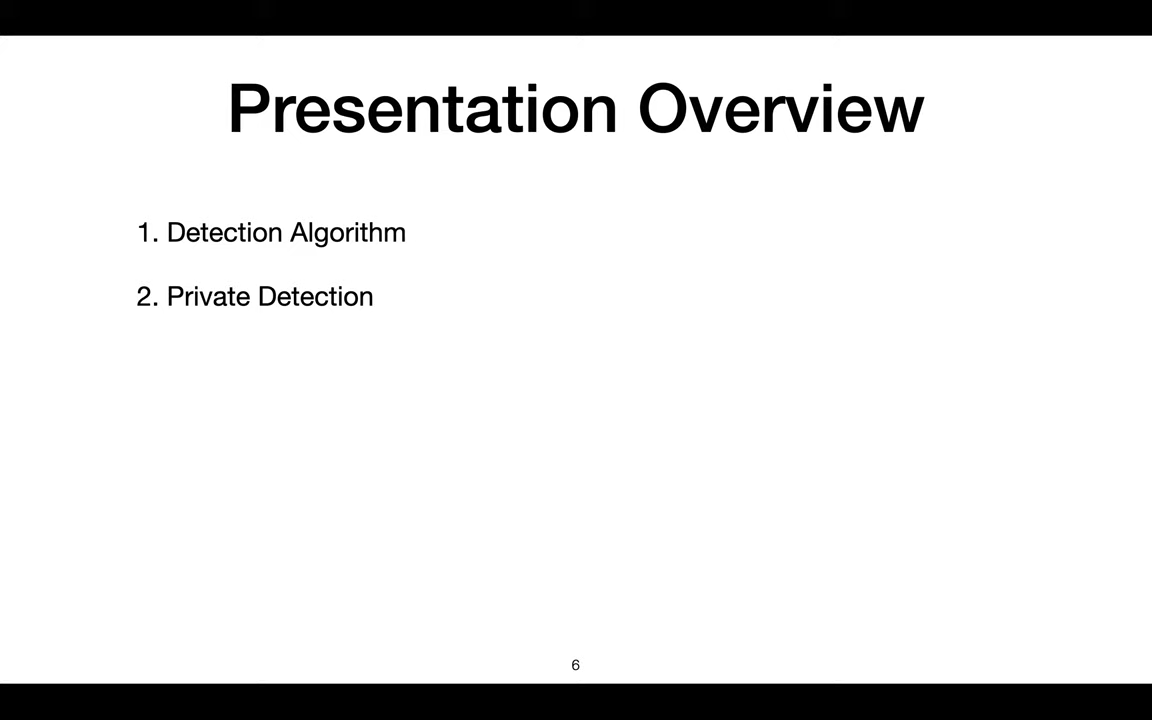 Presentation Overview
1. Detection Algorithm
2. Private Detection
6